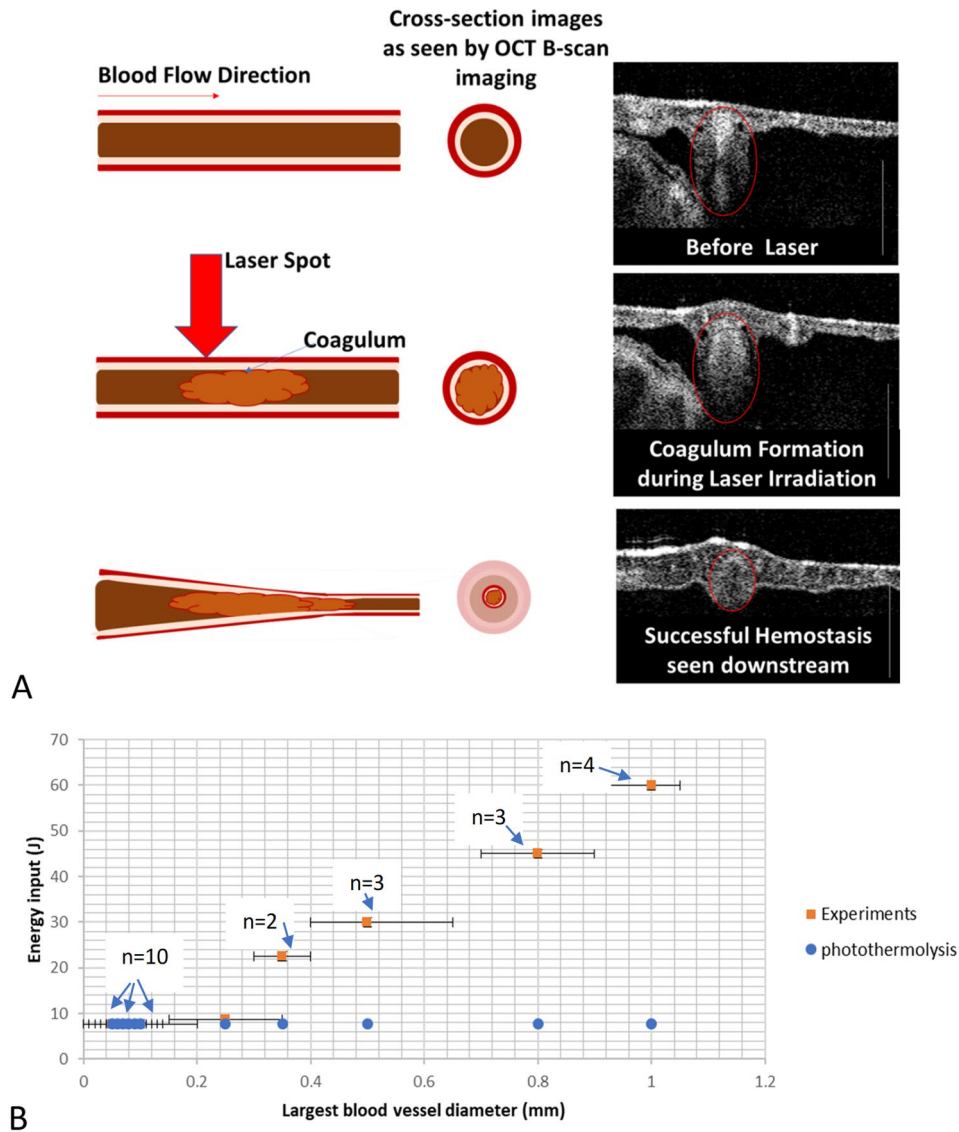 Cross-section images
as seen by OCT B-scan
imaging
Blood Flow Direction
Before Laser
Laser Spot
Coagulum
Coagulum Formation
during Laser Irradiation
Successful Hemostasis
seen downstream
A
70
60
50
40
30
20
10
0
Energy input (J)
n=4
n=3
n=3
n=2
n=10
Experiments
photothermolysis
0
0.2
0.4
0.6
0.8
1
1.2
Largest blood vessel diameter (mm)
B